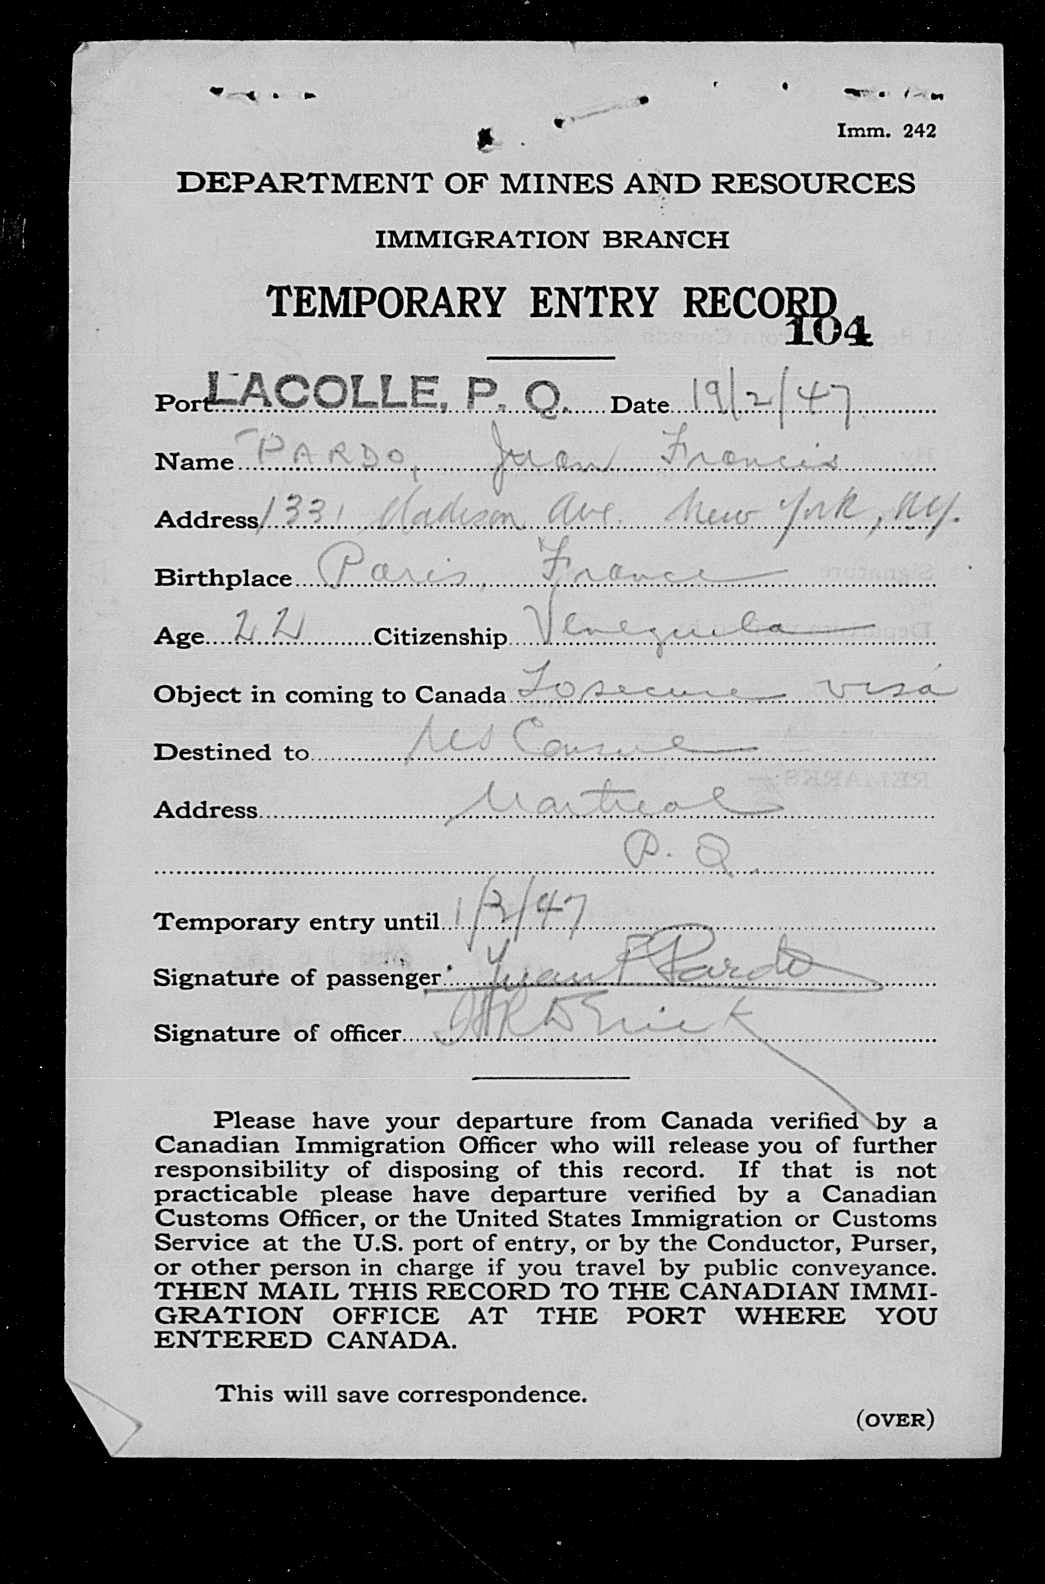 Imm. 242
DEPARTMENT OF MINES AND RESOURCES
IMMIGRATION BRANCH
TEMPORARY ENTRY RECORD
104
Port LACOLLE, P. Q. Date 19/2/47
Name PARDO, Juan Francis
Address 1331 Madison Ave. New York, NY.
Birthplace Paris, France
Age 22 Citizenship Venezuela
Object in coming to Canada To secure visa
Destined to US Consul
Address Montreal
P. Q.
Temporary entry until 1/3/47
Signature of passenger Juan F Pardo
Signature of officer
Please have your departure from Canada verified by a
Canadian Immigration Officer who will release you of further
responsibility of disposing of this record. If that is not
practicable please have departure verified by a Canadian
Customs Officer, or the United States Immigration or Customs
Service at the U.S. port of entry, or by the Conductor, Purser,
or other person in charge if you travel by public conveyance.
THEN MAIL THIS RECORD TO THE CANADIAN IMMI-
GRATION OFFICE AT THE PORT WHERE YOU
ENTERED CANADA.
This will save correspondence.
(OVER)